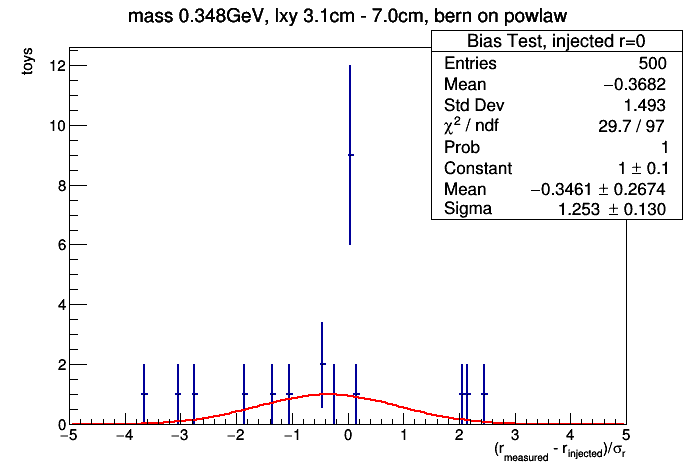 mass 0.348GeV, lxy 3.1cm - 7.0cm, bern on powlaw
Bias Test, injected r=0
Entries 500
Mean −0.3682
Std Dev 1.493
χ² / ndf 29.7 / 97
Prob 1
Constant 1 ± 0.1
Mean −0.3461 ± 0.2674
Sigma 1.253 ± 0.130
toys
12
10
8
6
4
2
0
−5 −4 −3 −2 −1 0 1 2 3 4 5
(r_measured - r_injected)/σ_r